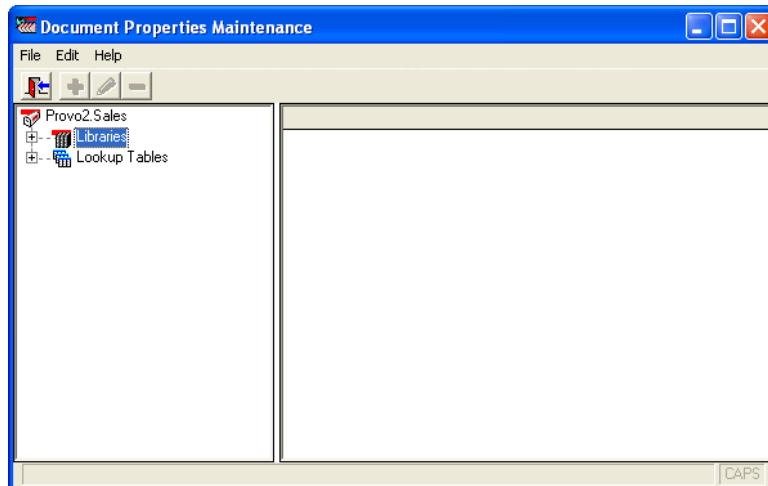 Document Properties Maintenance
File Edit Help
Provo2.Sales
Libraries
Lookup Tables
CAPS